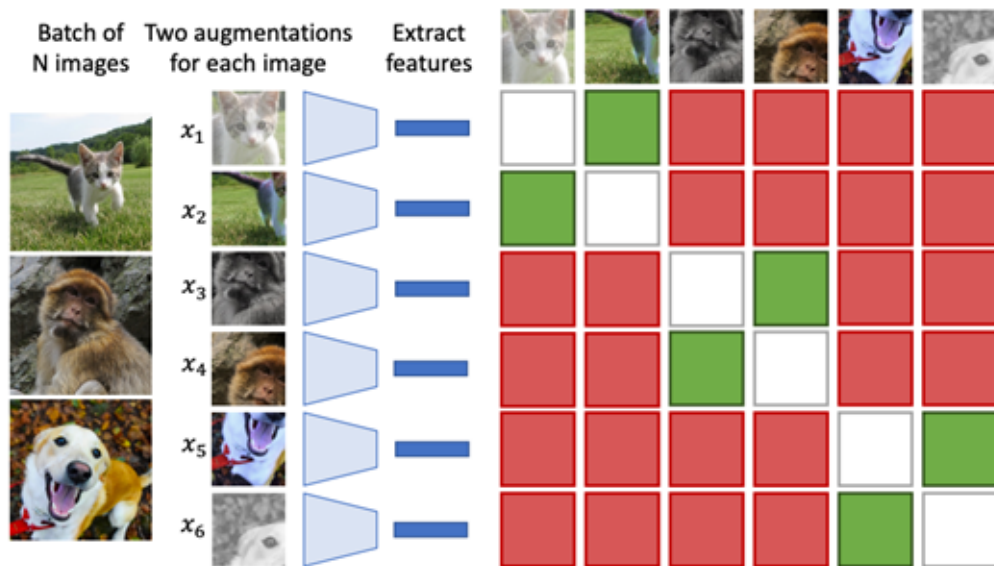 Batch of
N images
Two augmentations
for each image
Extract
features
x₁
x₂
x₃
x₄
x₅
x₆